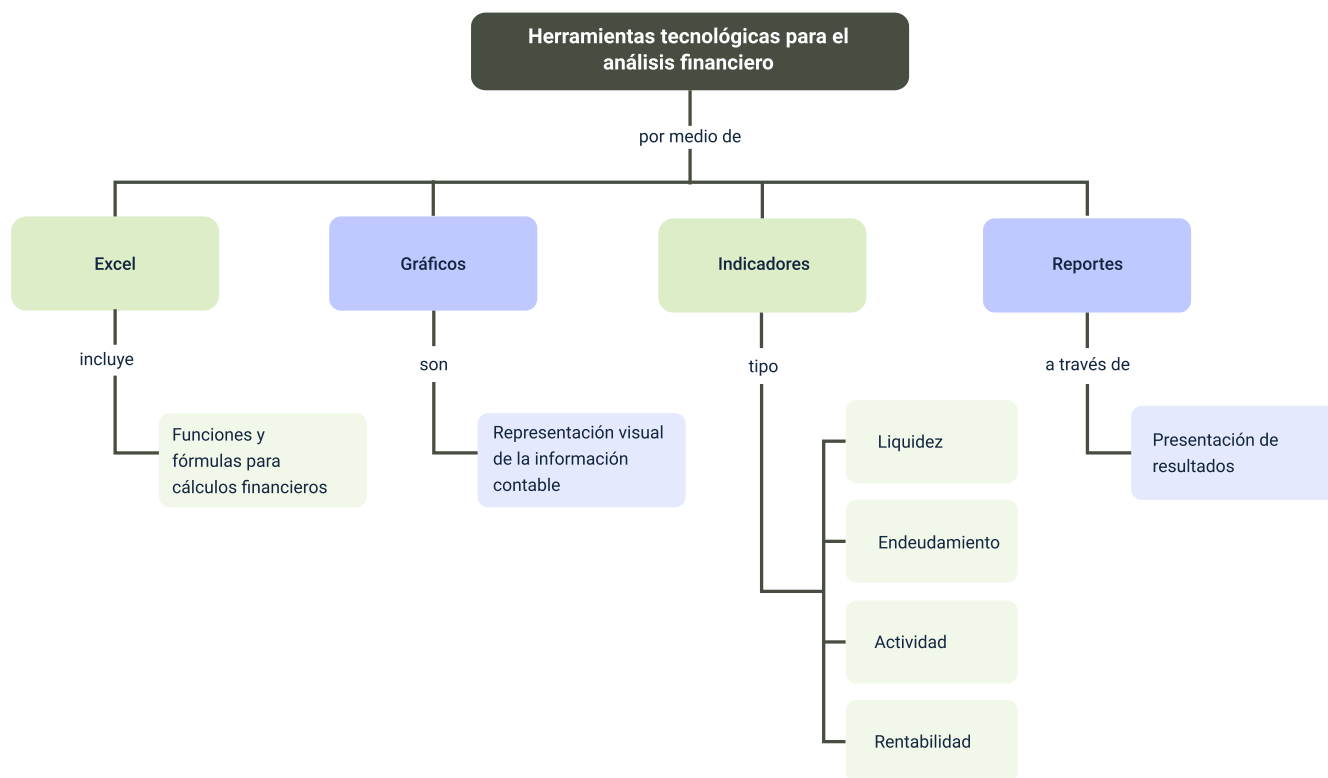 Herramientas tecnológicas para el
análisis financiero
por medio de
Excel
Gráficos
Indicadores
Reportes
incluye
son
tipo
a través de
Funciones y
fórmulas para
cálculos financieros
Representación visual
de la información
contable
Liquidez
Endeudamiento
Actividad
Rentabilidad
Presentación de
resultados